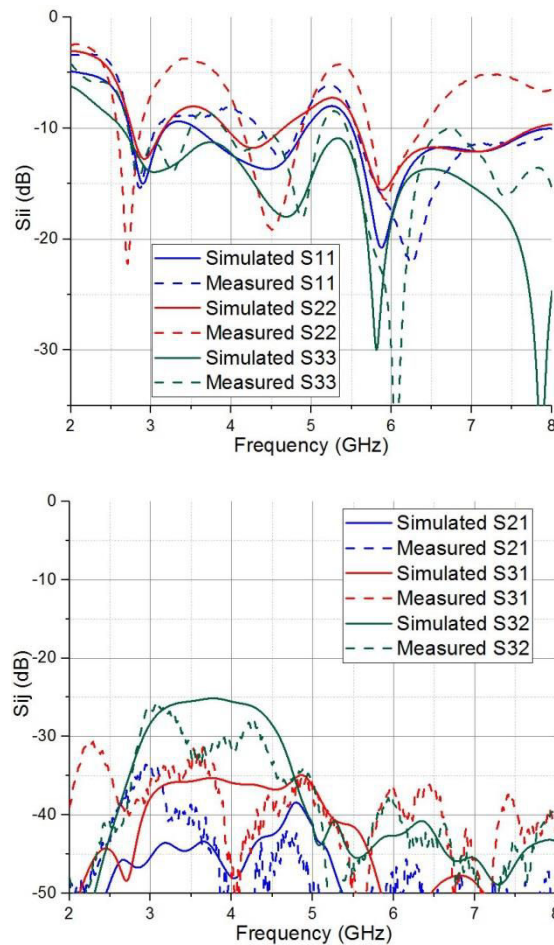 0
-10
-20
-30
Sii (dB)
Simulated S11
Measured S11
Simulated S22
Measured S22
Simulated S33
Measured S33
2 3 4 5 6 7 8
Frequency (GHz)
0
-10
-20
-30
-40
-50
Sij (dB)
Simulated S21
Measured S21
Simulated S31
Measured S31
Simulated S32
Measured S32
2 3 4 5 6 7 8
Frequency (GHz)